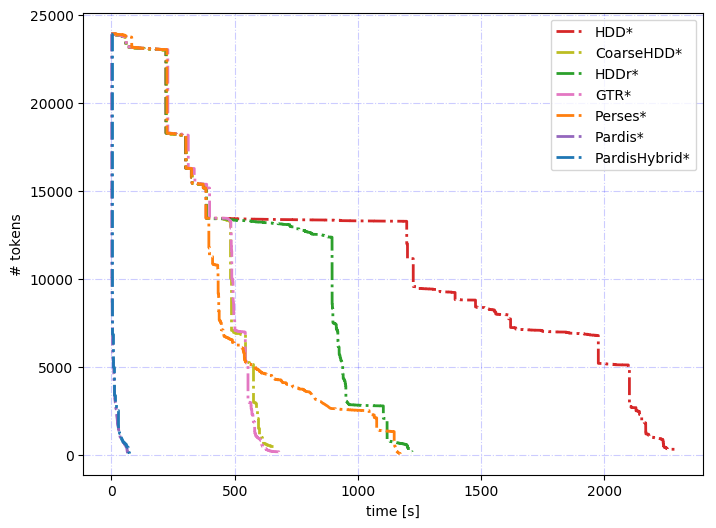 25000
20000
15000
10000
5000
0
# tokens
HDD*
CoarseHDD*
HDDr*
GTR*
Perses*
Pardis*
PardisHybrid*
0 500 1000 1500 2000
time [s]